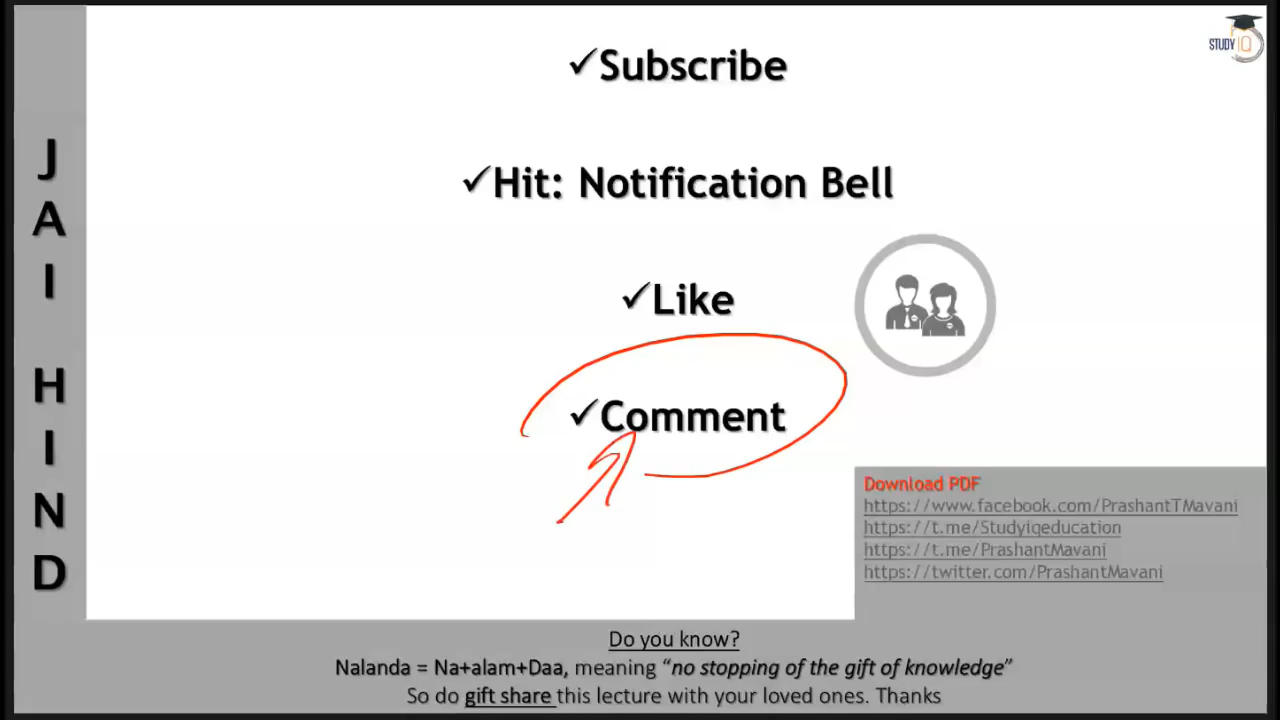 STUDY IQ
✓Subscribe
✓Hit: Notification Bell
✓Like
✓Comment
JAI HIND
Download PDF
https://www.facebook.com/PrashantTMavani
https://t.me/Studyiqeducation
https://t.me/PrashantMavani
https://twitter.com/PrashantMavani
Do you know?
Nalanda = Na+alam+Daa, meaning “no stopping of the gift of knowledge”
So do gift share this lecture with your loved ones. Thanks